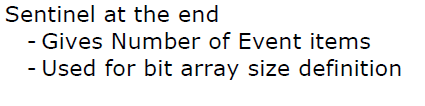 Sentinel at the end
- Gives Number of Event items
- Used for bit array size definition